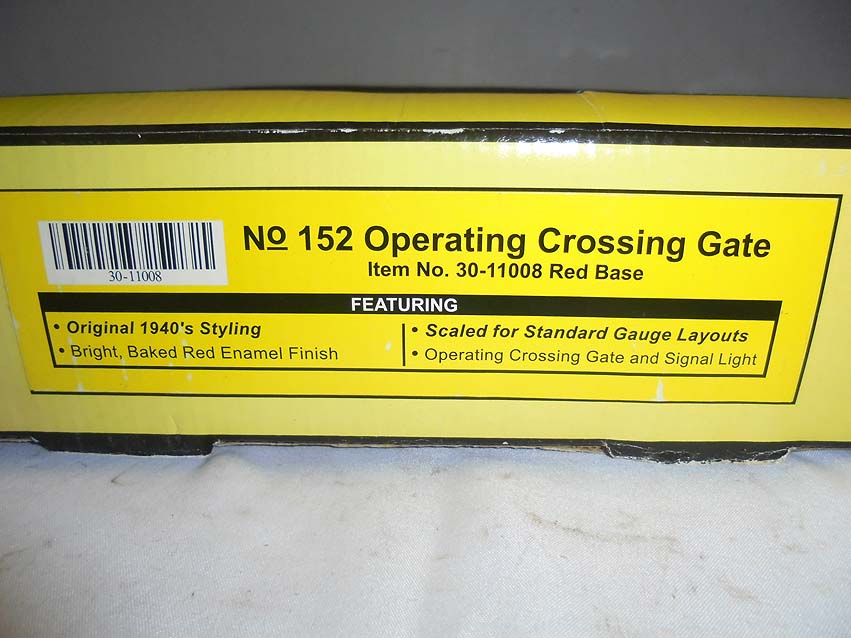 30-11008
No 152 Operating Crossing Gate
Item No. 30-11008 Red Base
FEATURING
• Original 1940's Styling
• Bright, Baked Red Enamel Finish
• Scaled for Standard Gauge Layouts
• Operating Crossing Gate and Signal Light